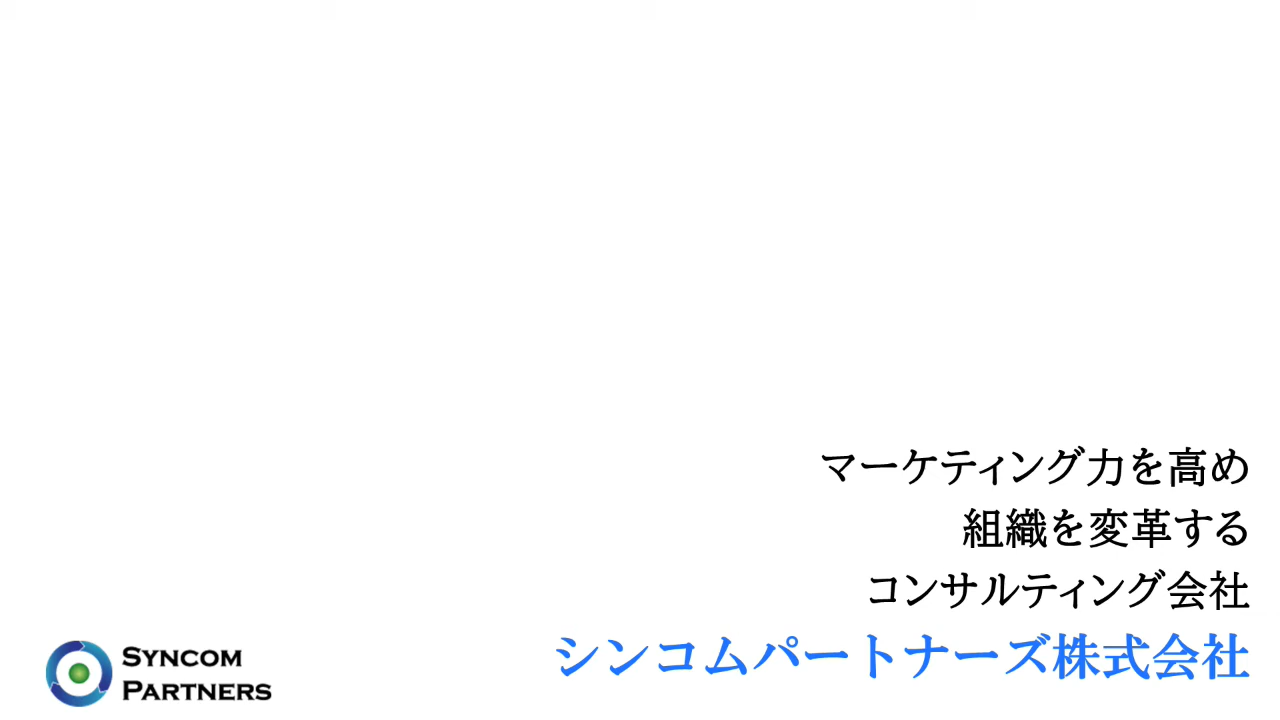 マーケティング力を高め
組織を変革する
コンサルティング会社
シンコムパートナーズ株式会社
SYNCOM
PARTNERS